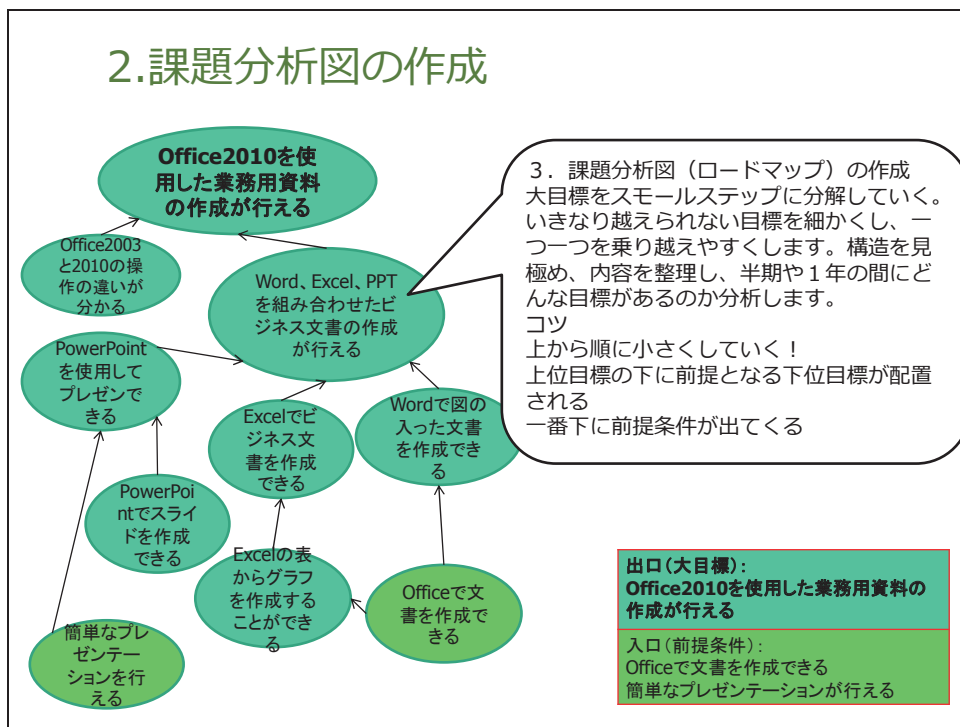 2.課題分析図の作成
Office2010を使
用した業務用資料
の作成が行える
Office2003
と2010の操
作の違いが
分かる
Word、Excel、PPT
を組み合わせたビ
ジネス文書の作成
が行える
PowerPoint
を使用して
プレゼンで
きる
Excelでビ
ジネス文
書を作成
できる
Wordで図の
入った文書
を作成でき
る
PowerPoi
ntでスライ
ドを作成
できる
Excelの表
からグラフ
を作成する
ことができ
る
Officeで文
書を作成で
きる
簡単なプレ
ゼンテー
ションを行
える
3．課題分析図（ロードマップ）の作成
大目標をスモールステップに分解していく。
いきなり越えられない目標を細かくし、一
つ一つを乗り越えやすくします。構造を見
極め、内容を整理し、半期や１年の間にど
んな目標があるのか分析します。
コツ
上から順に小さくしていく！
上位目標の下に前提となる下位目標が配置
される
一番下に前提条件が出てくる
出口（大目標）：
Office2010を使用した業務用資料の
作成が行える
入口（前提条件）：
Officeで文書を作成できる
簡単なプレゼンテーションが行える